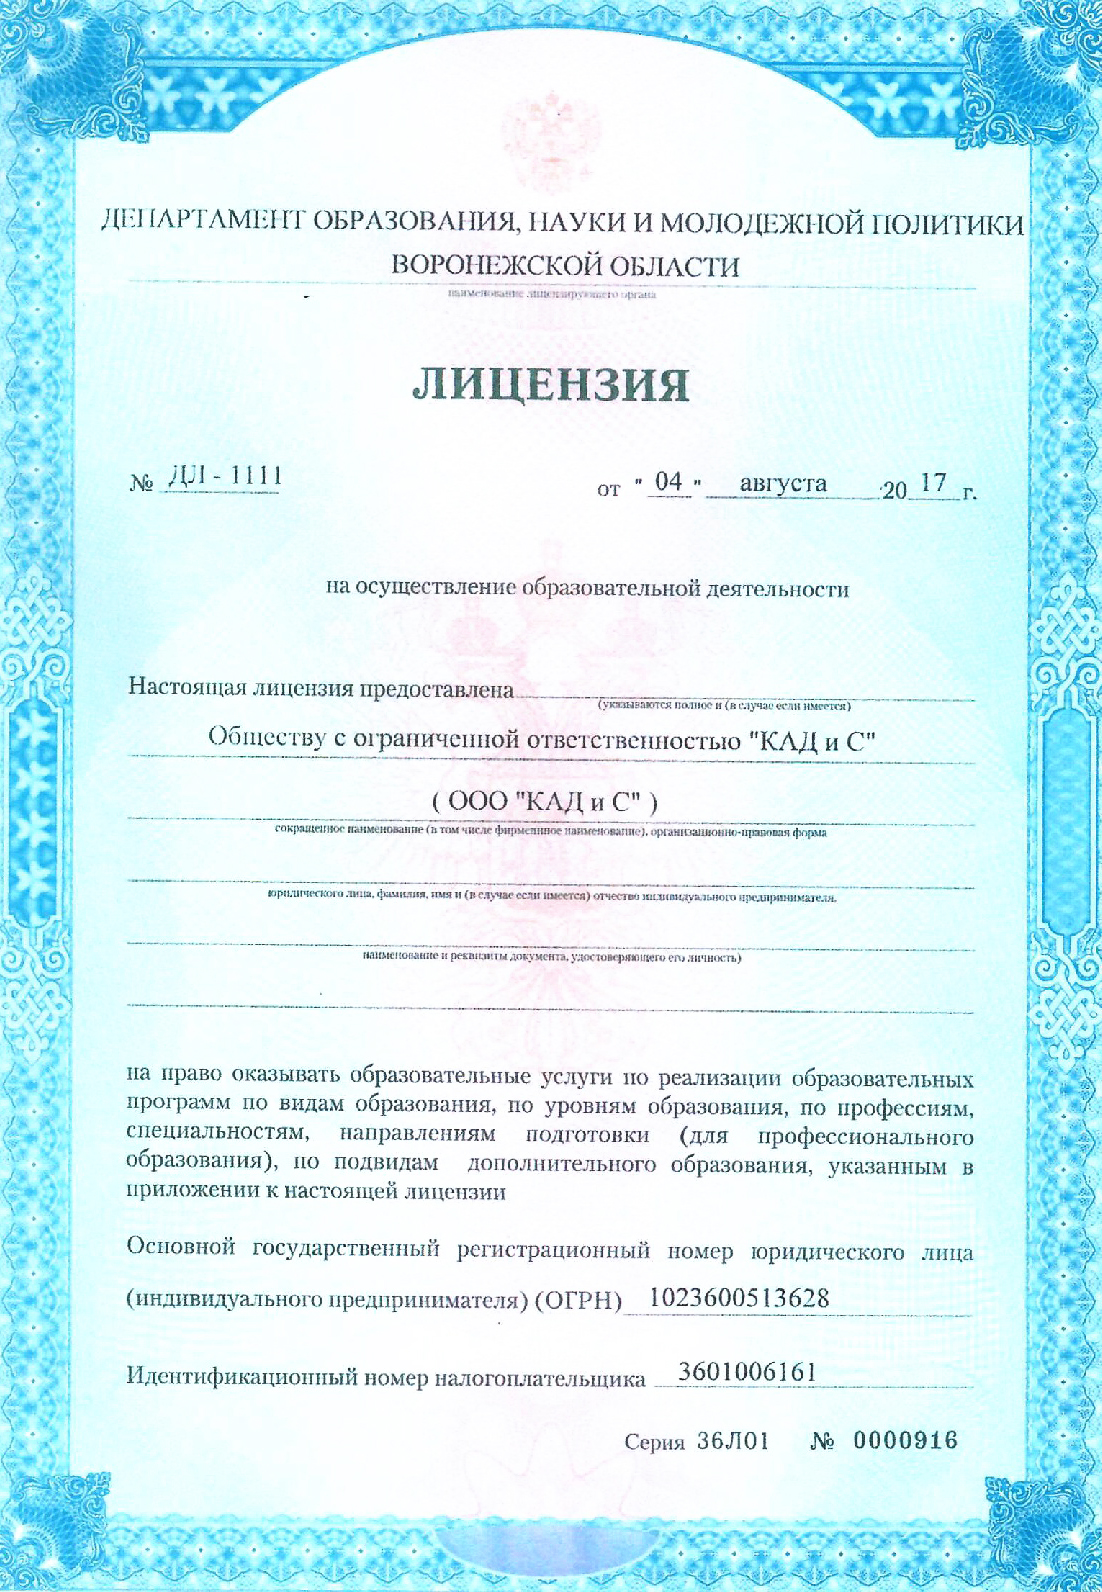 ДЕПАРТАМЕНТ ОБРАЗОВАНИЯ, НАУКИ И МОЛОДЕЖНОЙ ПОЛИТИКИ
ВОРОНЕЖСКОЙ ОБЛАСТИ
наименование лицензирующего органа
ЛИЦЕНЗИЯ
№ ДЛ - 1111 от "04" августа 2017 г.
на осуществление образовательной деятельности
Настоящая лицензия предоставлена
(указываются полное и (в случае если имеется)
Обществу с ограниченной ответственностью "КАД и С"
( ООО "КАД и С" )
сокращенное наименование (в том числе фирменное наименование), организационно-правовая форма
юридического лица, фамилия, имя и (в случае если имеется) отчество индивидуального предпринимателя,
наименование и реквизиты документа, удостоверяющего его личность)
на право оказывать образовательные услуги по реализации образовательных
программ по видам образования, по уровням образования, по профессиям,
специальностям, направлениям подготовки (для профессионального
образования), по подвидам дополнительного образования, указанным в
приложении к настоящей лицензии
Основной государственный регистрационный номер юридического лица
(индивидуального предпринимателя) (ОГРН) 1023600513628
Идентификационный номер налогоплательщика 3601006161
Серия 36Л01 № 0000916